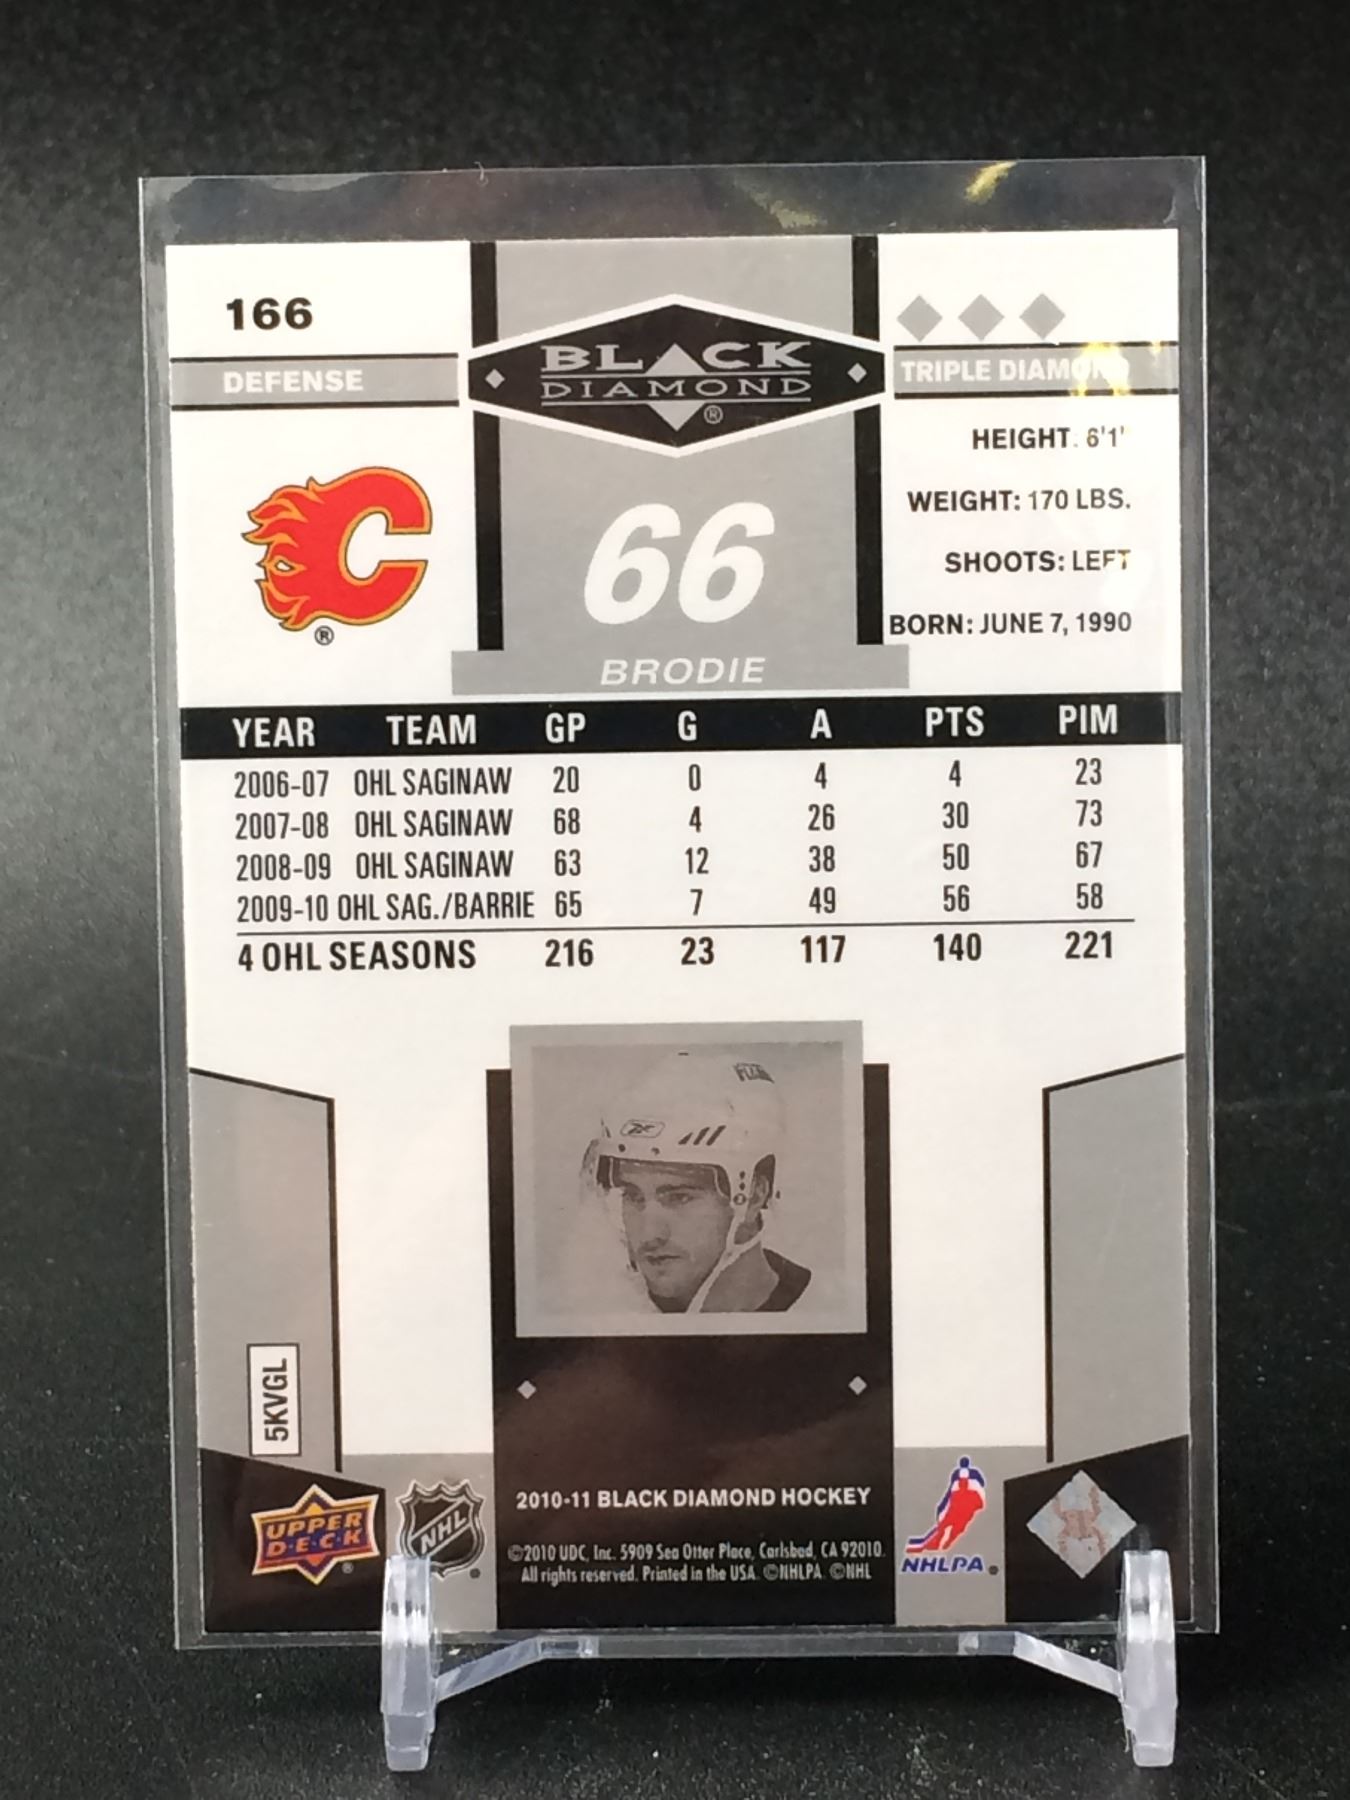 166
DEFENSE
BLACK
DIAMOND
®
TRIPLE DIAMOND
HEIGHT: 6'1"
WEIGHT: 170 LBS.
SHOOTS: LEFT
BORN: JUNE 7, 1990
C
®
66
BRODIE
YEAR TEAM GP G A PTS PIM
2006-07 OHL SAGINAW 20 0 4 4 23
2007-08 OHL SAGINAW 68 4 26 30 73
2008-09 OHL SAGINAW 63 12 38 50 67
2009-10 OHL SAG./BARRIE 65 7 49 56 58
4 OHL SEASONS 216 23 117 140 221
5KVGL
UPPER
D·E·C·K
®
NHL
2010-11 BLACK DIAMOND HOCKEY
©2010 UDC, Inc. 5909 Sea Otter Place, Carlsbad, CA 92010.
All rights reserved. Printed in the USA. ©NHLPA ©NHL
NHLPA